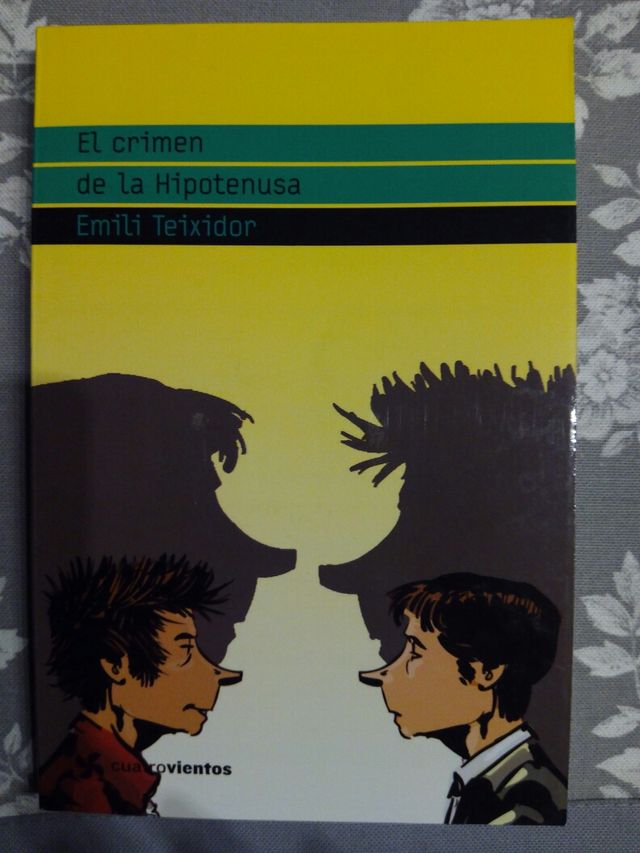 El crimen
de la Hipotenusa
Emili Teixidor
cuatrovientos